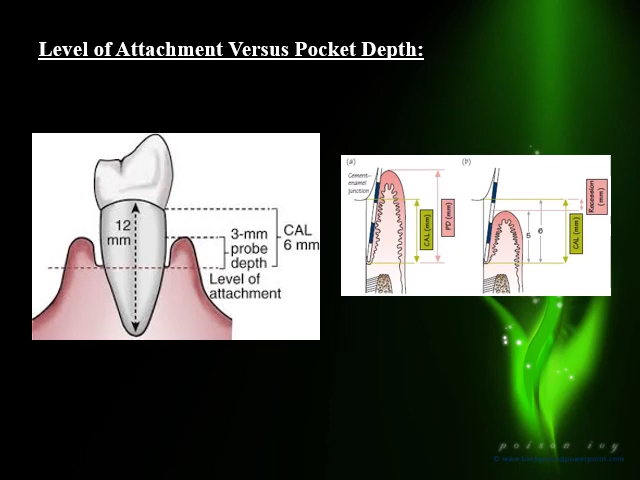 Level of Attachment Versus Pocket Depth:
12
mm
3-mm
probe
depth
CAL
6 mm
Level of
attachment
(a)
Cement-
enamel
junction
CAL (mm)
PD (mm)
(b)
5
6
CAL (mm)
Recession
(mm)
poison ivy